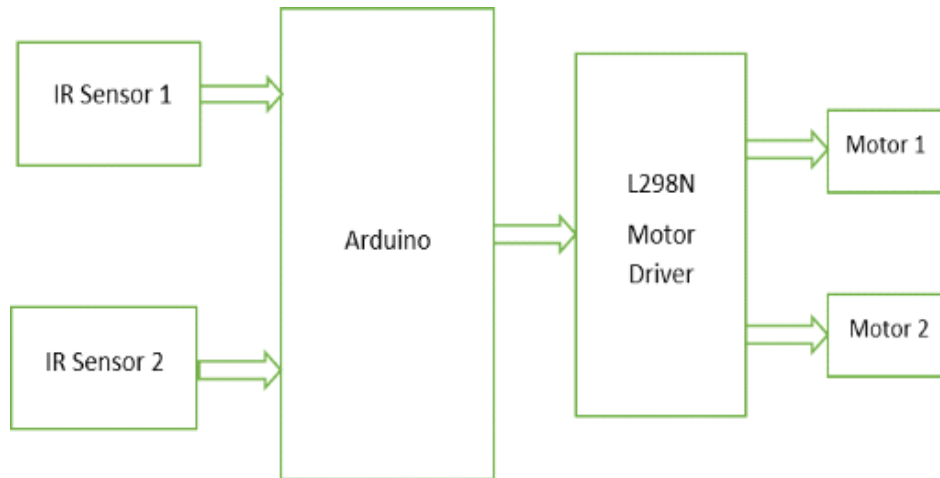 IR Sensor 1
IR Sensor 2
Arduino
L298N
Motor
Driver
Motor 1
Motor 2